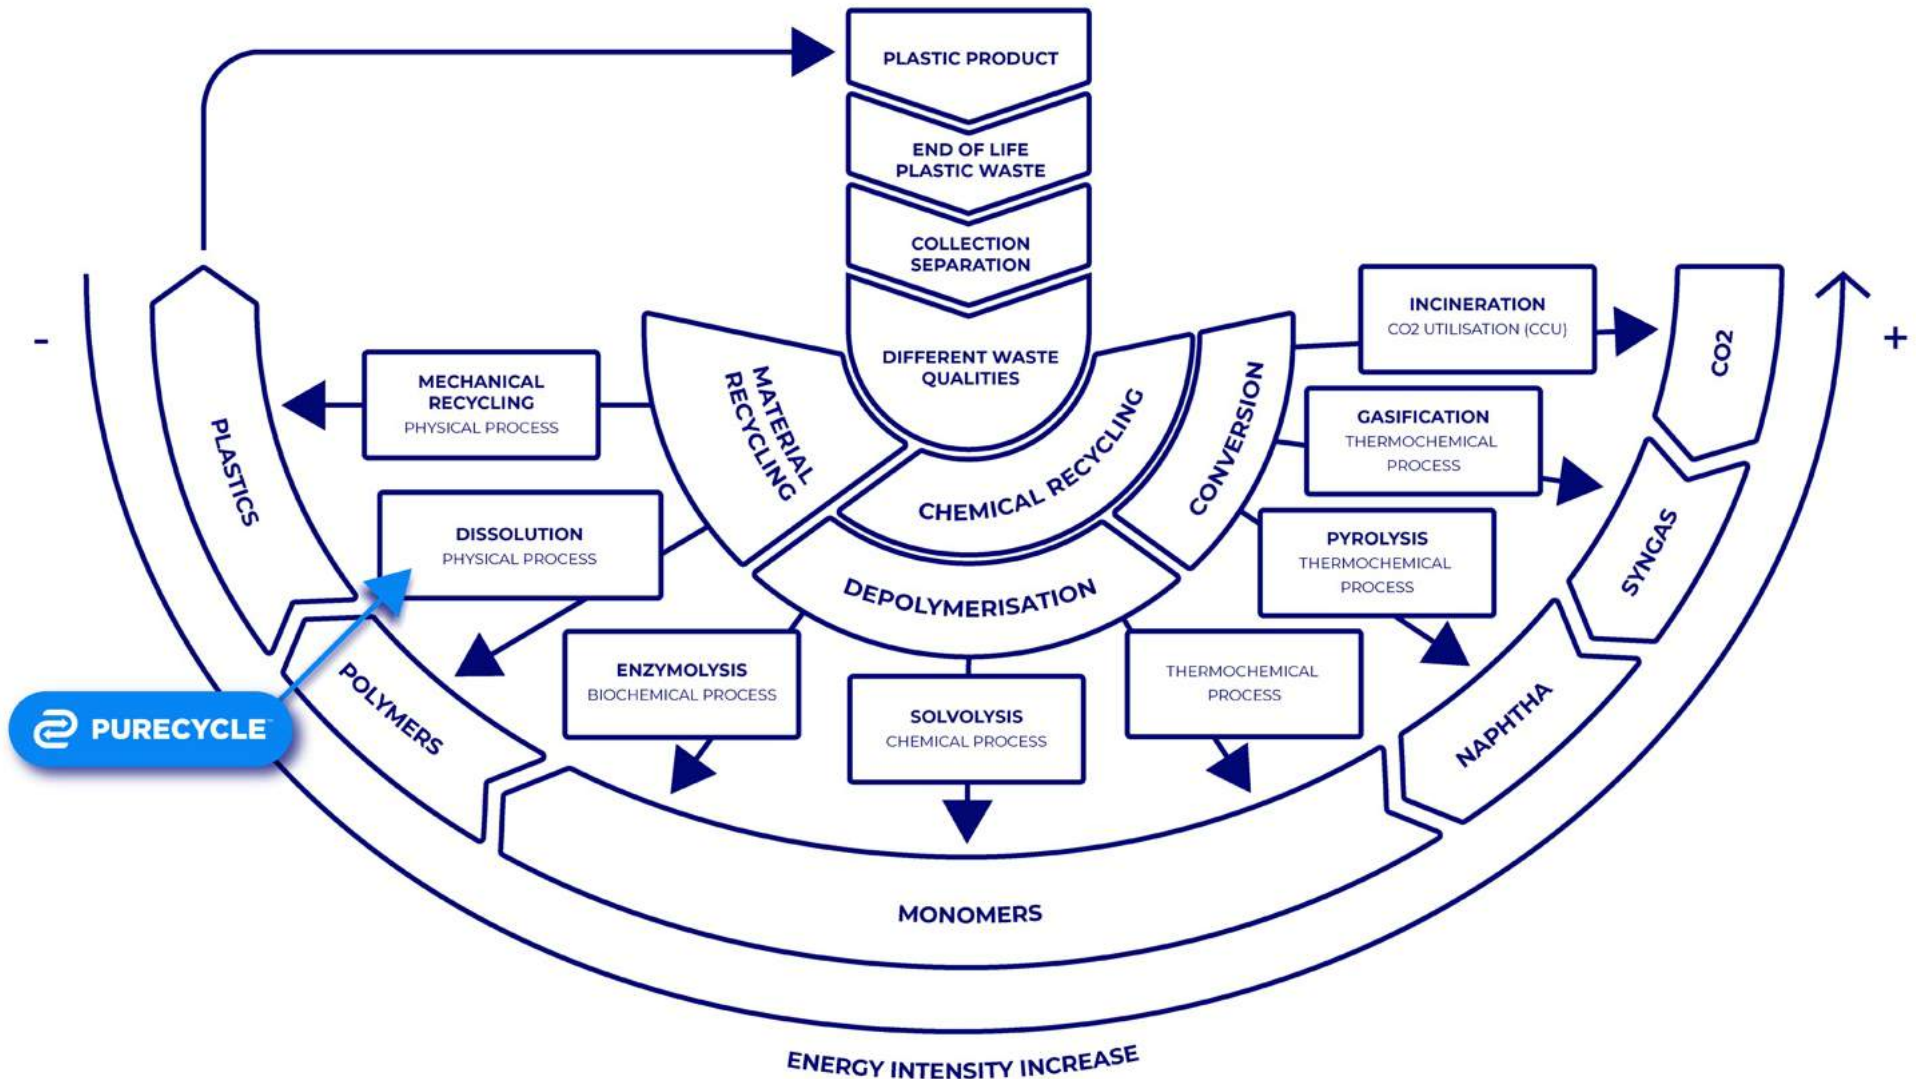 PLASTIC PRODUCT
END OF LIFE
PLASTIC WASTE
COLLECTION
SEPARATION
DIFFERENT WASTE
QUALITIES
MATERIAL
RECYCLING
CHEMICAL RECYCLING
CONVERSION
DEPOLYMERISATION
MECHANICAL
RECYCLING
PHYSICAL PROCESS
DISSOLUTION
PHYSICAL PROCESS
ENZYMOLYSIS
BIOCHEMICAL PROCESS
SOLVOLYSIS
CHEMICAL PROCESS
THERMOCHEMICAL
PROCESS
PYROLYSIS
THERMOCHEMICAL
PROCESS
GASIFICATION
THERMOCHEMICAL
PROCESS
INCINERATION
CO2 UTILISATION (CCU)
-
PLASTICS
POLYMERS
MONOMERS
NAPHTHA
SYNGAS
CO2
+
PURECYCLE™
ENERGY INTENSITY INCREASE